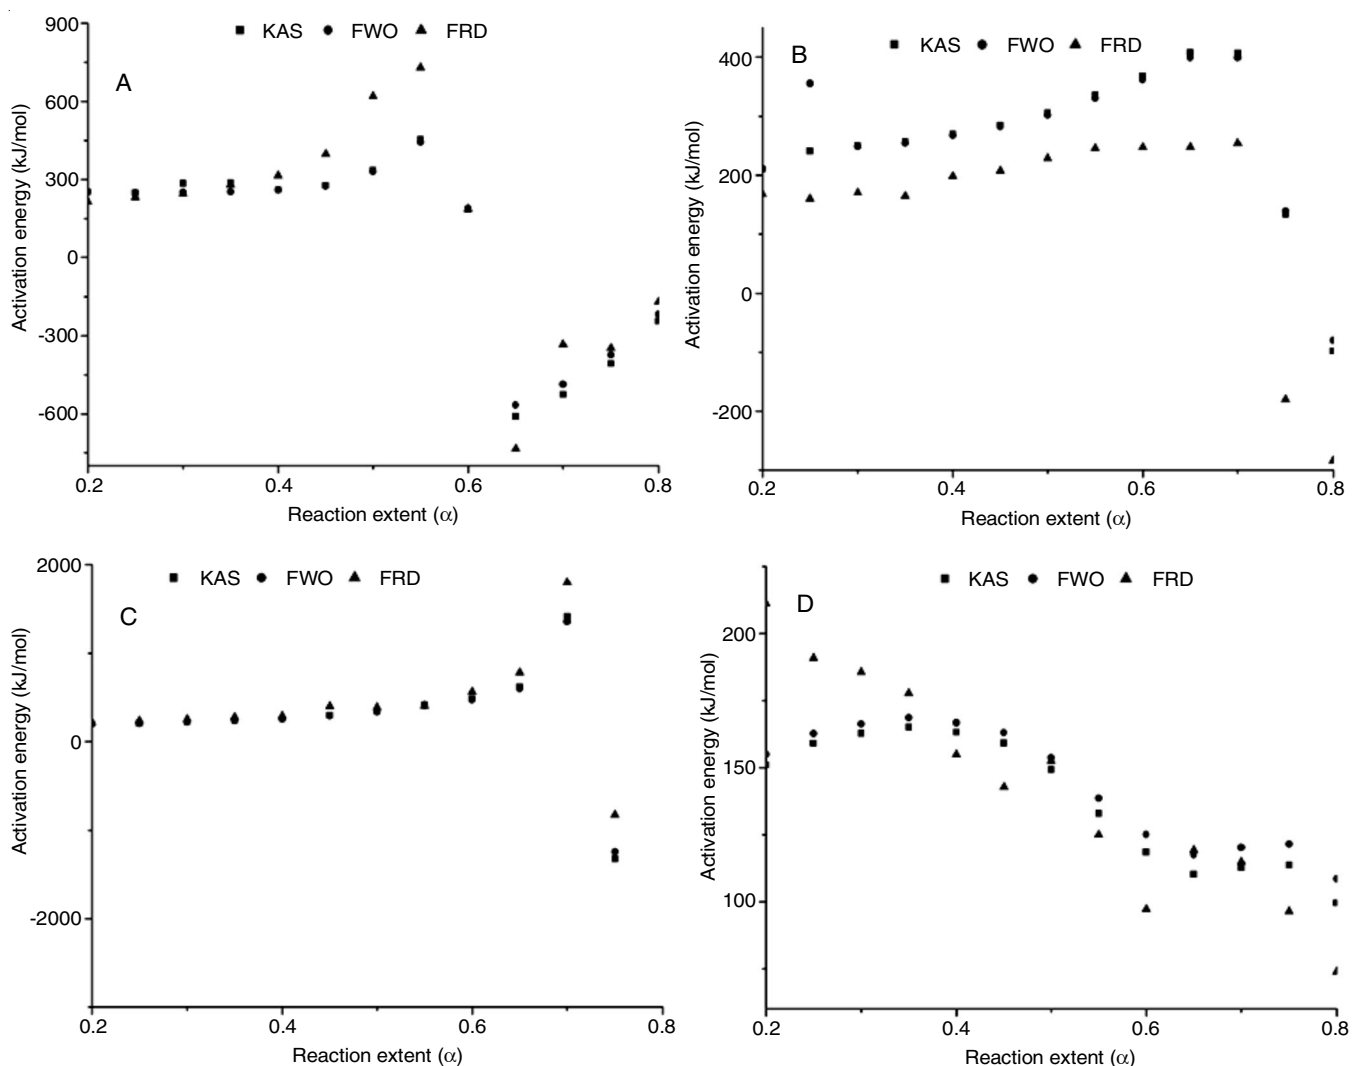 KAS FWO FRD
A
900
600
300
0
-300
-600
Activation energy (kJ/mol)
0.2 0.4 0.6 0.8
Reaction extent (α)
KAS FWO FRD
B
400
200
0
-200
Activation energy (kJ/mol)
0.2 0.4 0.6 0.8
Reaction extent (α)
KAS FWO FRD
C
2000
0
-2000
Activation energy (kJ/mol)
0.2 0.4 0.6 0.8
Reaction extent (α)
KAS FWO FRD
D
200
150
100
Activation energy (kJ/mol)
0.2 0.4 0.6 0.8
Reaction extent (α)